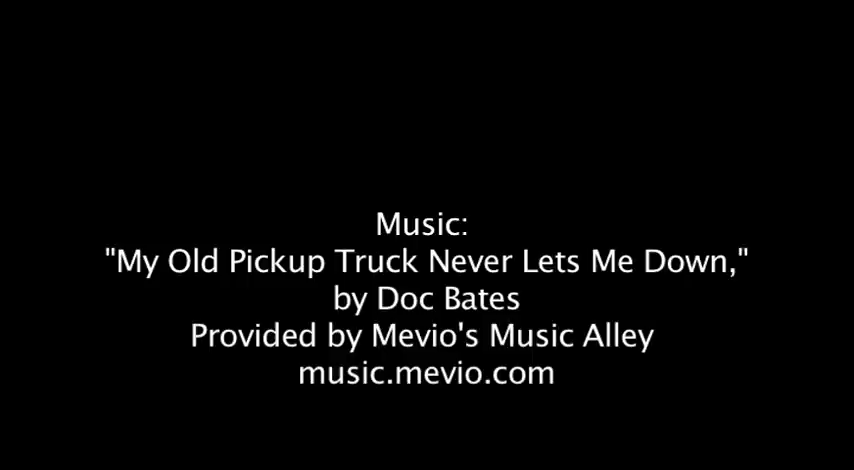 Music:
"My Old Pickup Truck Never Lets Me Down,"
by Doc Bates
Provided by Mevio's Music Alley
music.mevio.com